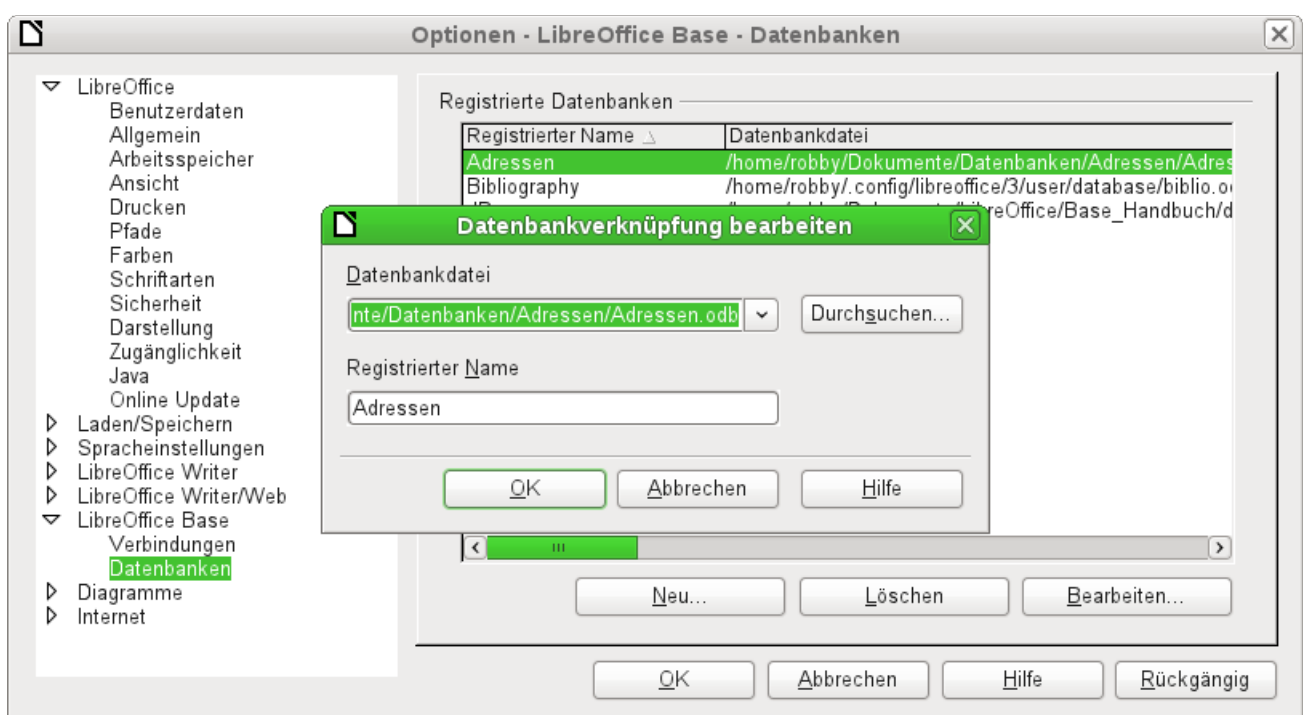 Optionen - LibreOffice Base - Datenbanken
LibreOffice
Benutzerdaten
Allgemein
Arbeitsspeicher
Ansicht
Drucken
Pfade
Farben
Schriftarten
Sicherheit
Darstellung
Zugänglichkeit
Java
Online Update
Laden/Speichern
Spracheinstellungen
LibreOffice Writer
LibreOffice Writer/Web
LibreOffice Base
Verbindungen
Datenbanken
Diagramme
Internet
Registrierte Datenbanken
Registrierter Name Datenbankdatei
Adressen /home/robby/Dokumente/Datenbanken/Adressen/Adres
Bibliography /home/robby/.config/libreoffice/3/user/database/biblio.o
reOffice/Base_Handbuch/d
Datenbankverknüpfung bearbeiten
Datenbankdatei
nte/Datenbanken/Adressen/Adressen.odb Durchsuchen...
Registrierter Name
Adressen
OK Abbrechen Hilfe
Neu... Löschen Bearbeiten...
OK Abbrechen Hilfe Rückgängig